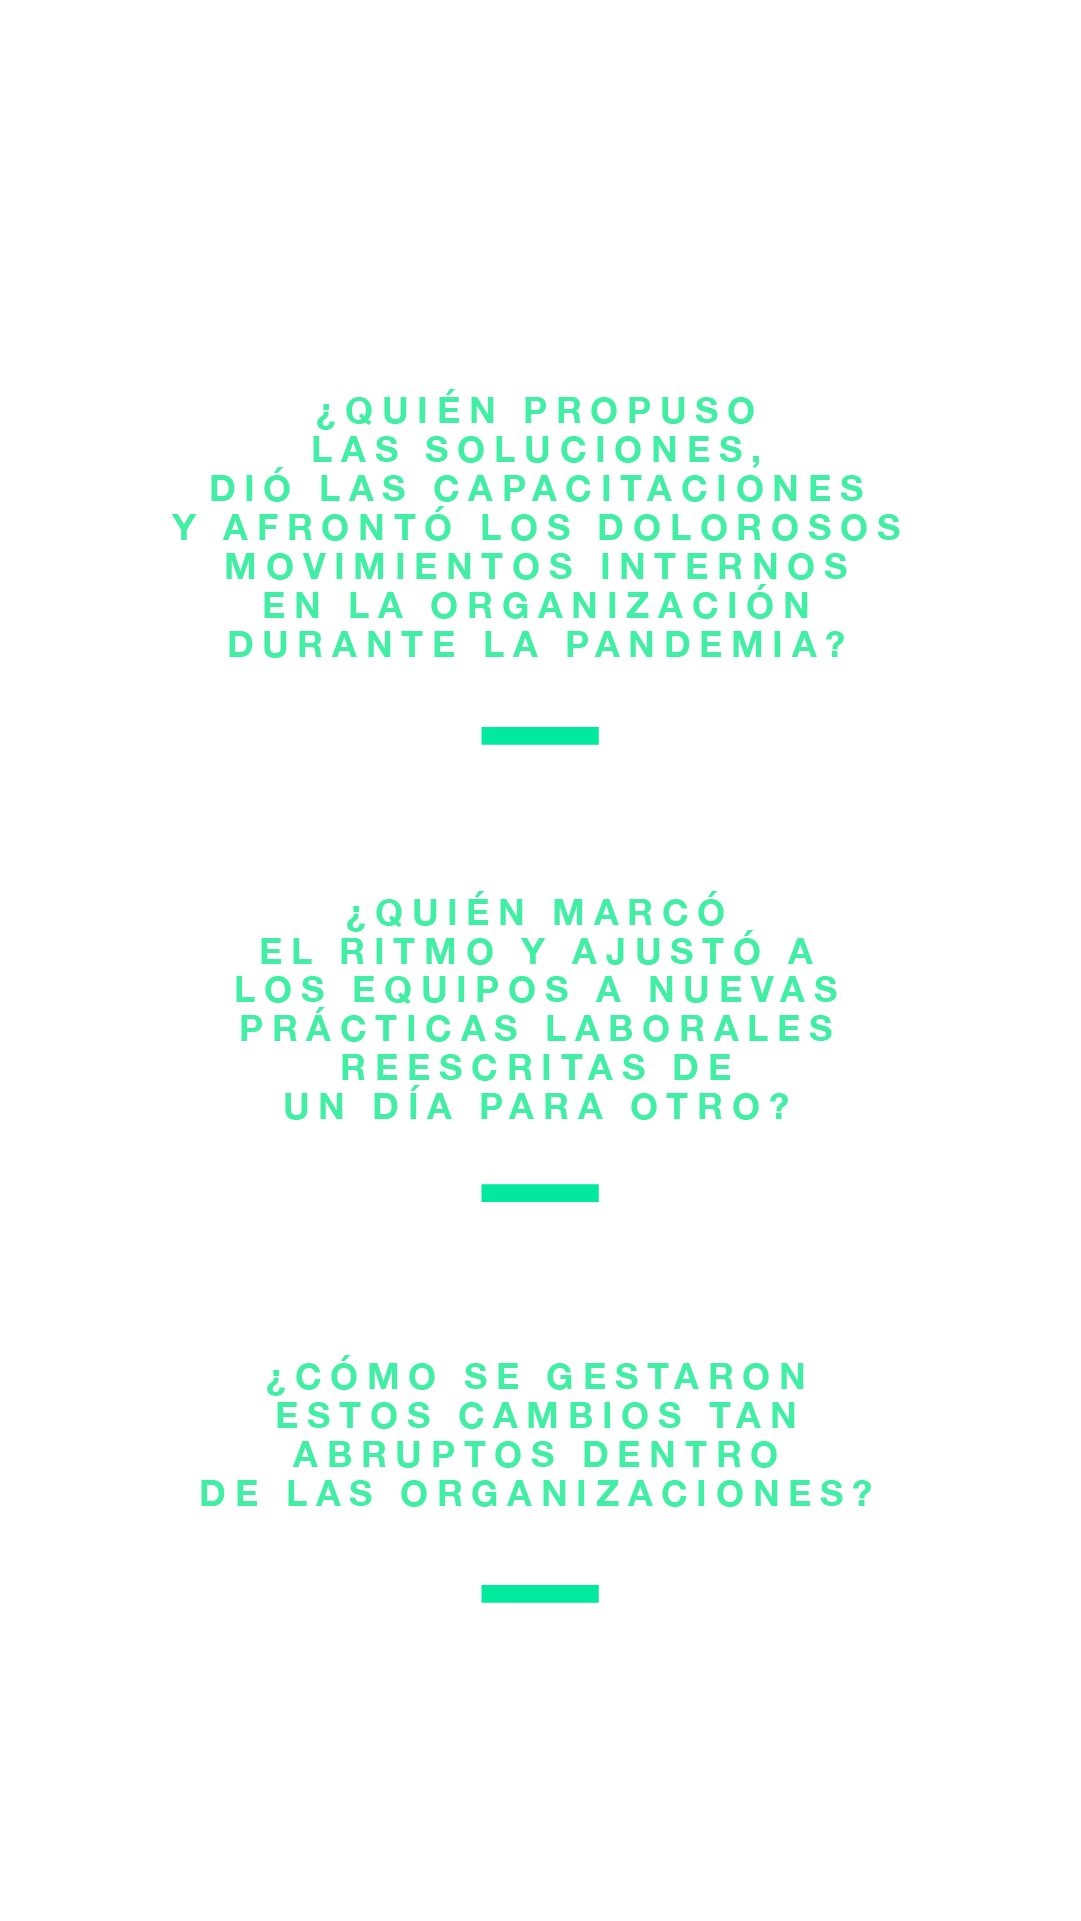 ¿QUIÉN PROPUSO
LAS SOLUCIONES,
DIÓ LAS CAPACITACIONES
Y AFRONTÓ LOS DOLOROSOS
MOVIMIENTOS INTERNOS
EN LA ORGANIZACIÓN
DURANTE LA PANDEMIA?
¿QUIÉN MARCÓ
EL RITMO Y AJUSTÓ A
LOS EQUIPOS A NUEVAS
PRÁCTICAS LABORALES
REESCRITAS DE
UN DÍA PARA OTRO?
¿CÓMO SE GESTARON
ESTOS CAMBIOS TAN
ABRUPTOS DENTRO
DE LAS ORGANIZACIONES?